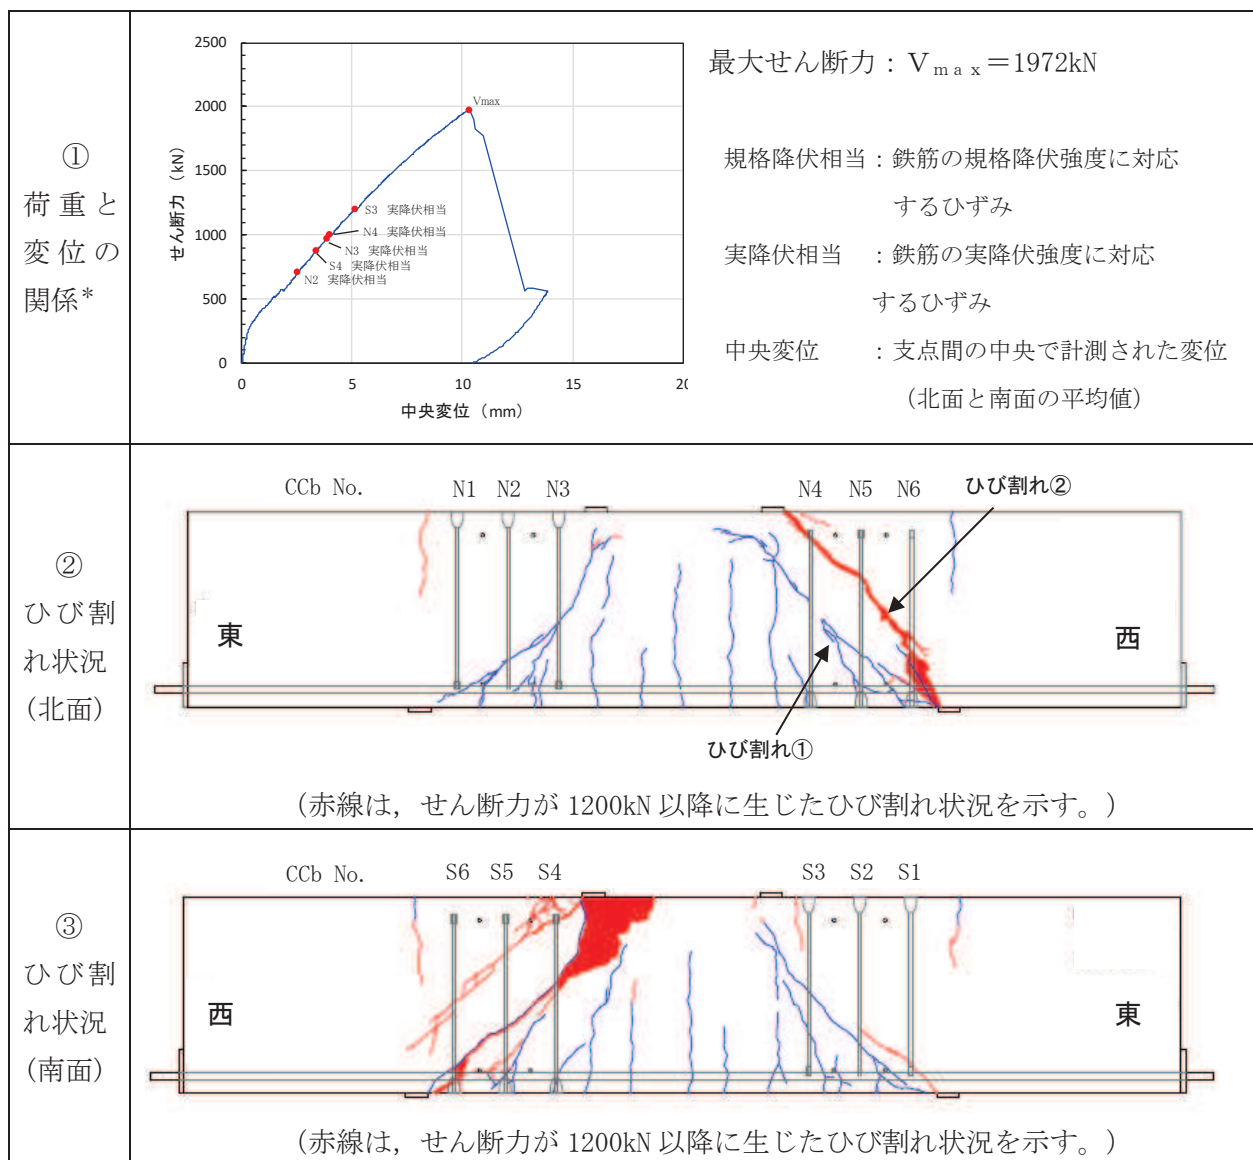 ①
荷重と
変位の
関係*
2500
2000
1500
1000
500
0
せん断力 (kN)
0
5
10
15
20
中央変位 (mm)
Vmax
S3 実降伏相当
N4 実降伏相当
N3 実降伏相当
S4 実降伏相当
N2 実降伏相当
最大せん断力：Vmax＝1972kN
規格降伏相当：鉄筋の規格降伏強度に対応
するひずみ
実降伏相当　：鉄筋の実降伏強度に対応
するひずみ
中央変位　　：支点間の中央で計測された変位
（北面と南面の平均値）
②
ひび割
れ状況
(北面)
CCb No.
N1
N2
N3
N4
N5
N6
ひび割れ②
東
西
ひび割れ①
（赤線は，せん断力が 1200kN 以降に生じたひび割れ状況を示す。）
③
ひび割
れ状況
(南面)
CCb No.
S6
S5
S4
S3
S2
S1
西
東
（赤線は，せん断力が 1200kN 以降に生じたひび割れ状況を示す。）